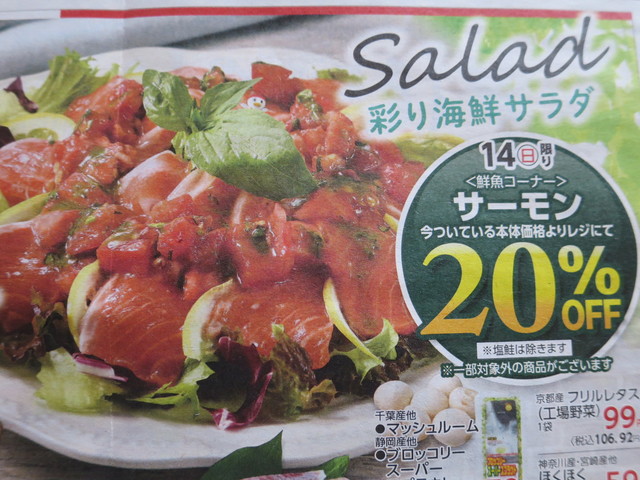 Salad
彩り海鮮サラダ
14日限り
<鮮魚コーナー>
サーモン
今ついている本体価格よりレジにて
20%OFF
※塩鮭は除きます
※一部対象外の商品がございます
千葉産他
●マッシュルーム
静岡産他
●ブロッコリー
スーパー
京都産 フリルレタス
(工場野菜)
1袋
99
(税込106.92
神奈川産・宮崎産他
ほくほく